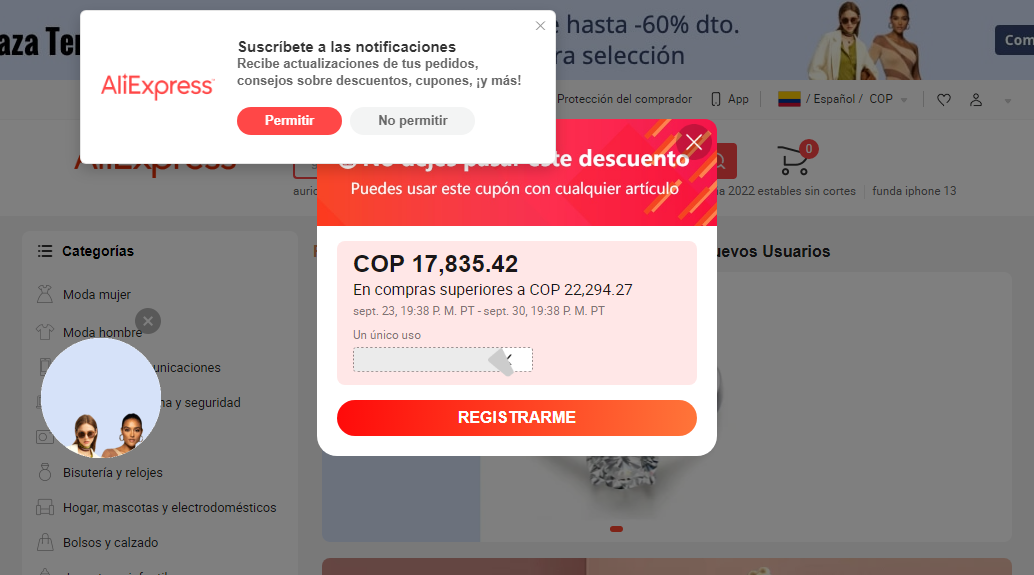 aza
e hasta -60% dto.
ra selección
Com
Suscríbete a las notificaciones
Recibe actualizaciones de tus pedidos,
consejos sobre descuentos, cupones, ¡y más!
AliExpress
Permitir
No permitir
Protección del comprador
App
/ Español /
COP
AliExpress
No dejes pasar este descuento
Puedes usar este cupón con cualquier artículo
0
auric
na 2022 estables sin cortes
funda iphone 13
Categorías
uevos Usuarios
Moda mujer
Moda hombre
unicaciones
na y seguridad
Bisutería y relojes
Hogar, mascotas y electrodomésticos
Bolsos y calzado
COP 17,835.42
En compras superiores a COP 22,294.27
sept. 23, 19:38 P. M. PT - sept. 30, 19:38 P. M. PT
Un único uso
REGISTRARME